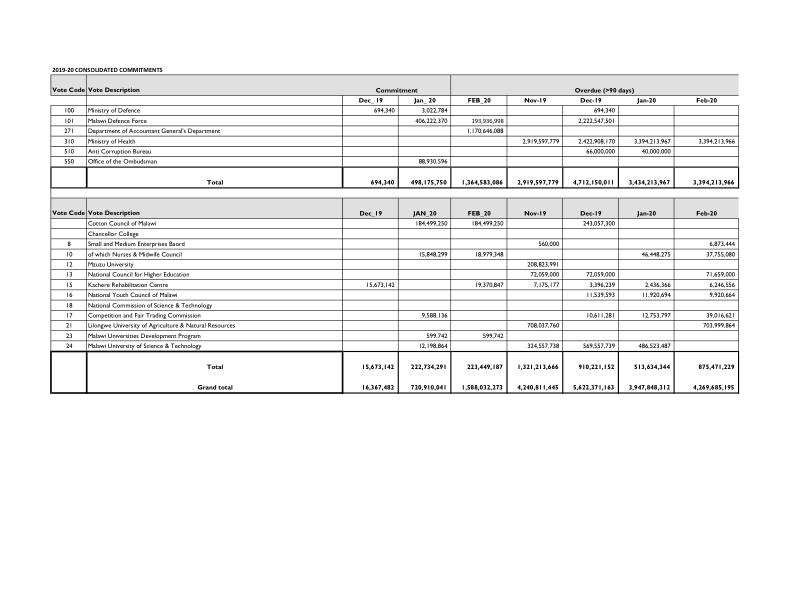 2019-20 CONSOLIDATED COMMITMENTS
Vote Code Vote Description Commitment Overdue (>90 days)
Dec_ 19 Jan_ 20 FEB_20 Nov-19 Dec-19 Jan-20 Feb-20
100 Ministry of Defence 694,340 3,022,784 694,340
101 Malawi Defence Force 406,222,370 393,936,998 2,222,547,501
271 Department of Accountant General's Department 1,170,646,088
310 Ministry of Health 2,919,597,779 2,422,908,170 3,394,213,967 3,394,213,966
510 Anti Corruption Bureau 66,000,000 40,000,000
550 Office of the Ombudsman 88,930,596
Total 694,340 498,175,750 1,364,583,086 2,919,597,779 4,712,150,011 3,434,213,967 3,394,213,966
Vote Code Vote Description Dec_19 JAN_20 FEB_20 Nov-19 Dec-19 Jan-20 Feb-20
Cotton Council of Malawi 184,499,250 184,499,250 243,057,300
Chancellor College
8 Small and Medium Enterprises Baord 560,000 6,873,444
10 of which Nurses & Midwife Council 15,848,299 18,979,348 46,448,275 37,755,080
12 Mzuzu University 208,823,991
13 National Council for Higher Education 72,059,000 72,059,000 71,659,000
15 Kachere Rehabilitation Centre 15,673,142 19,370,847 7,175,177 3,396,239 2,436,366 6,246,556
16 National Youth Council of Malawi 11,539,593 11,920,694 9,920,664
18 National Commission of Science & Technology
17 Competition and Fair Trading Commission 9,588,136 10,611,281 12,753,797 39,016,621
21 Lilongwe University of Agriculture & Natural Resources 708,037,760 703,999,864
23 Malawi Universities Development Program 599,742 599,742
24 Malawi University of Science & Technology 12,198,864 324,557,738 569,557,739 486,523,487
Total 15,673,142 222,734,291 223,449,187 1,321,213,666 910,221,152 513,634,344 875,471,229
Grand total 16,367,482 720,910,041 1,588,032,273 4,240,811,445 5,622,371,163 3,947,848,312 4,269,685,195